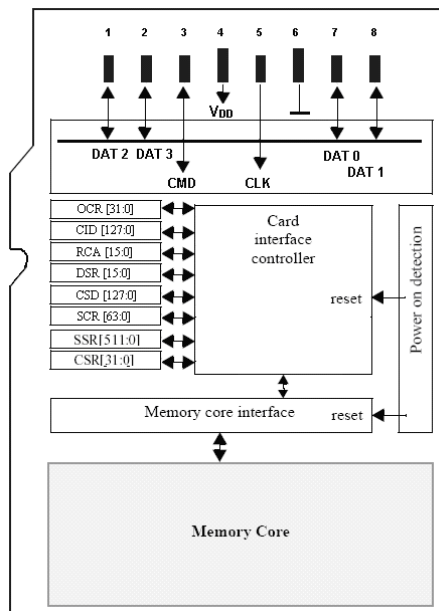 1 2 3 4 5 6 7 8
VDD
DAT 2 DAT 3 DAT 0
DAT 1
CMD CLK
OCR [31:0]
CID [127:0]
RCA [15:0]
DSR [15:0]
CSD [127:0]
SCR [63:0]
SSR[511:0]
CSR[31:0]
Card
interface
controller
reset
Power on detection
Memory core interface reset
Memory Core